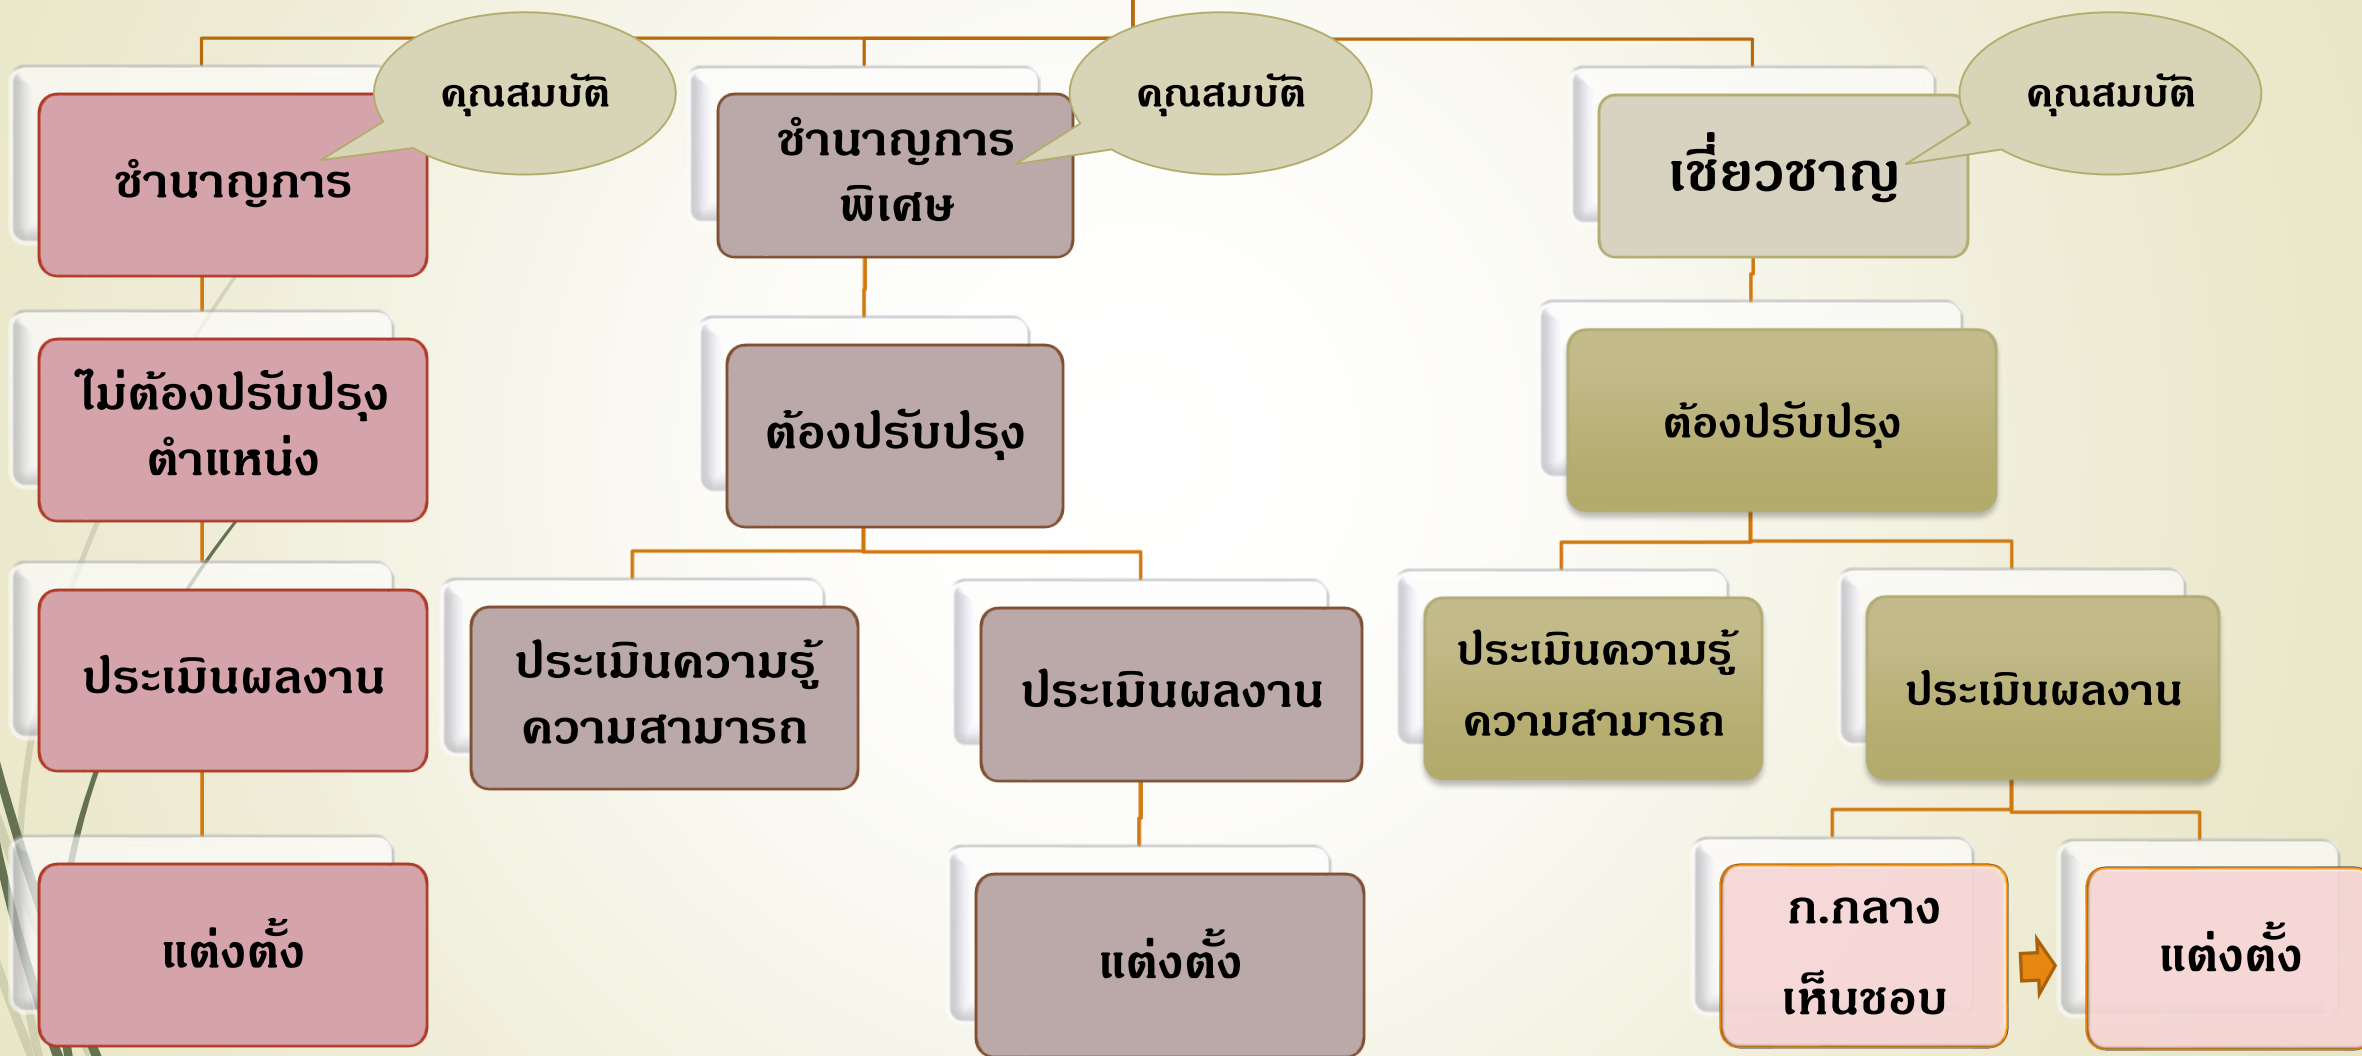 คุณสมบัติ
คุณสมบัติ
คุณสมบัติ
ชำนาญการ
ชำนาญการ
พิเศษ
เชี่ยวชาญ
ไม่ต้องปรับปรุง
ตำแหน่ง
ต้องปรับปรุง
ต้องปรับปรุง
ประเมินผลงาน
ประเมินความรู้
ความสามารถ
ประเมินผลงาน
ประเมินความรู้
ความสามารถ
ประเมินผลงาน
แต่งตั้ง
แต่งตั้ง
ก.กลาง
เห็นชอบ
แต่งตั้ง